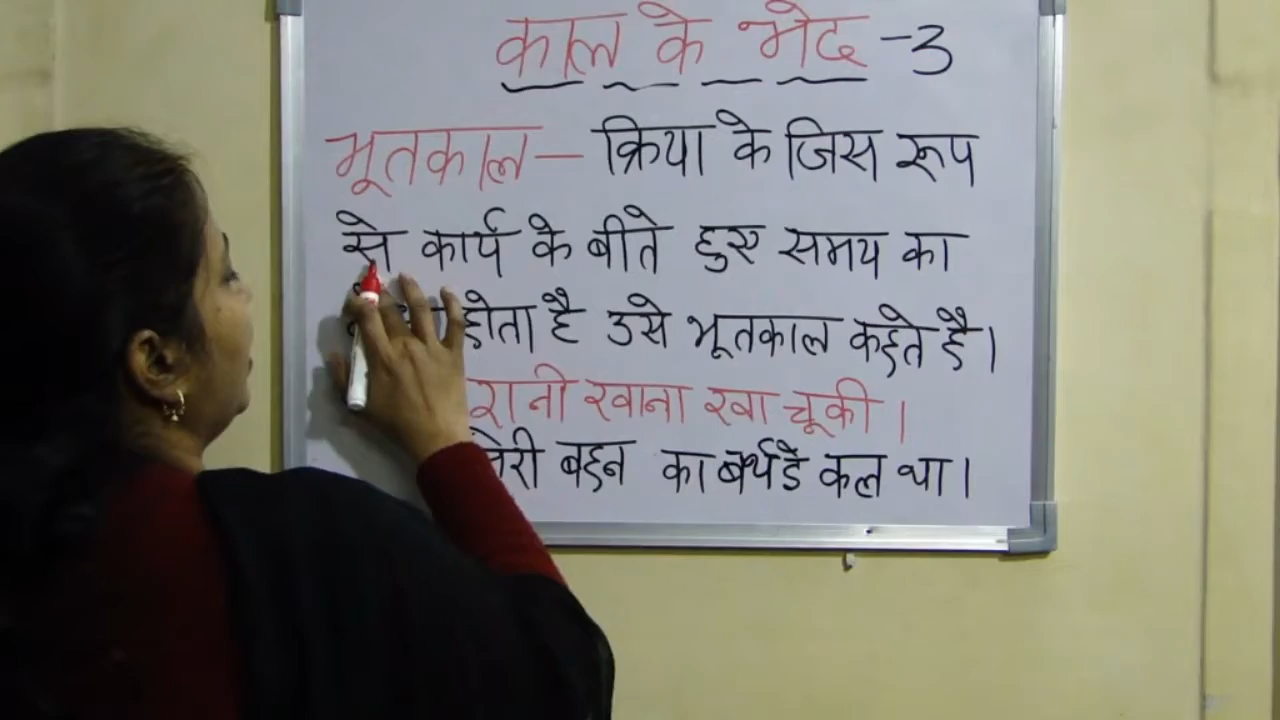 काल के भेद -3
भूतकाल — क्रिया के जिस रूप
से कार्य के बीते हुए समय का
होता है उसे भूतकाल कहते है।
रानी खाना खा चूकी।
बहन का बर्थडे कल था।